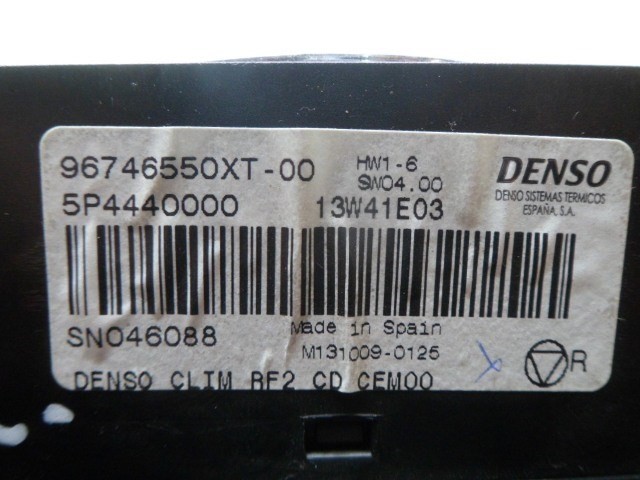 96746550XT-00
HW1-6
SW04.00
DENSO
DENSO SISTEMAS TERMICOS
ESPAÑA, S.A.
5P4440000
13W41E03
SN046088
Made in Spain
M131009-0125
R
DENSO CLIM RF2 CD CEM00